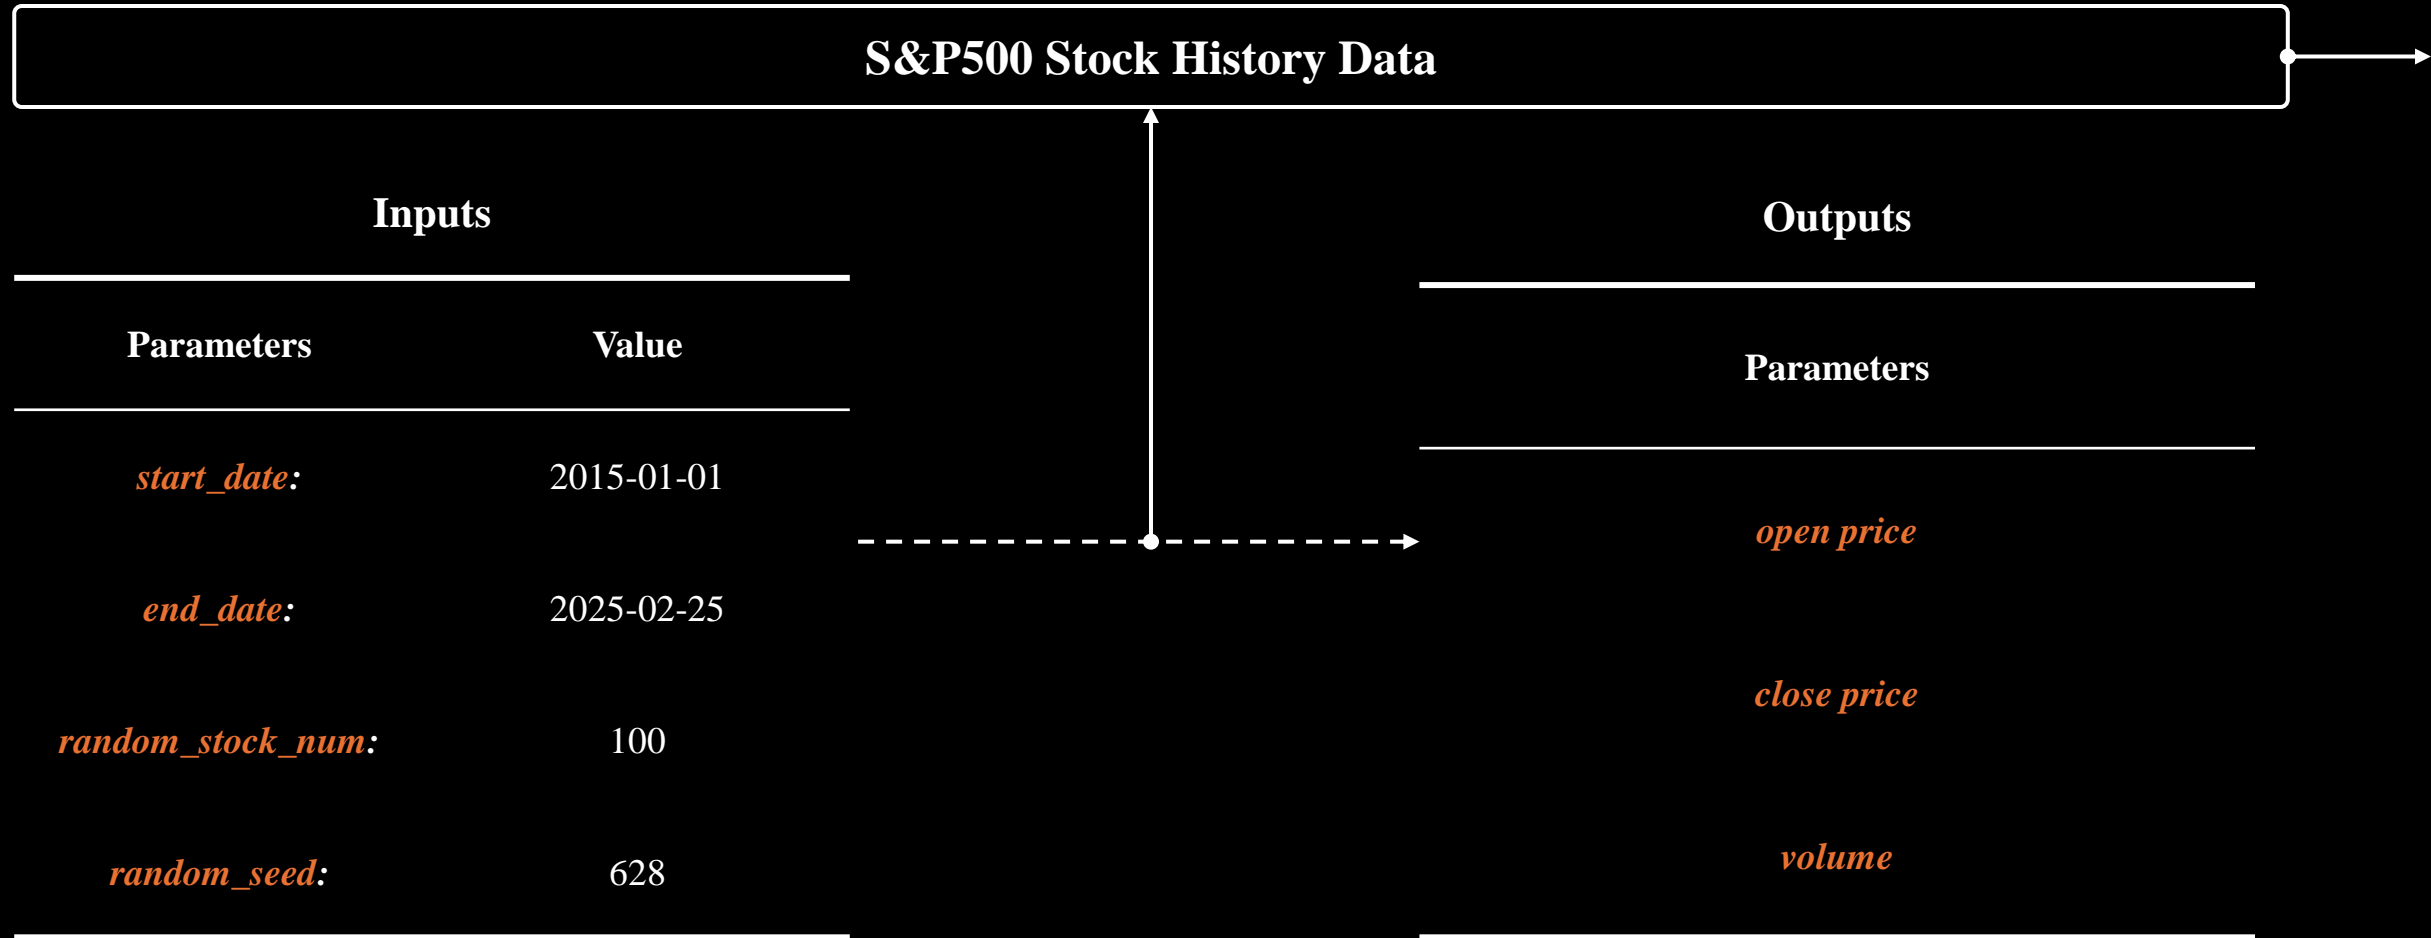 S&P500 Stock History Data
Inputs
Parameters Value
start_date: 2015-01-01
end_date: 2025-02-25
random_stock_num: 100
random_seed: 628
Outputs
Parameters
open price
close price
volume